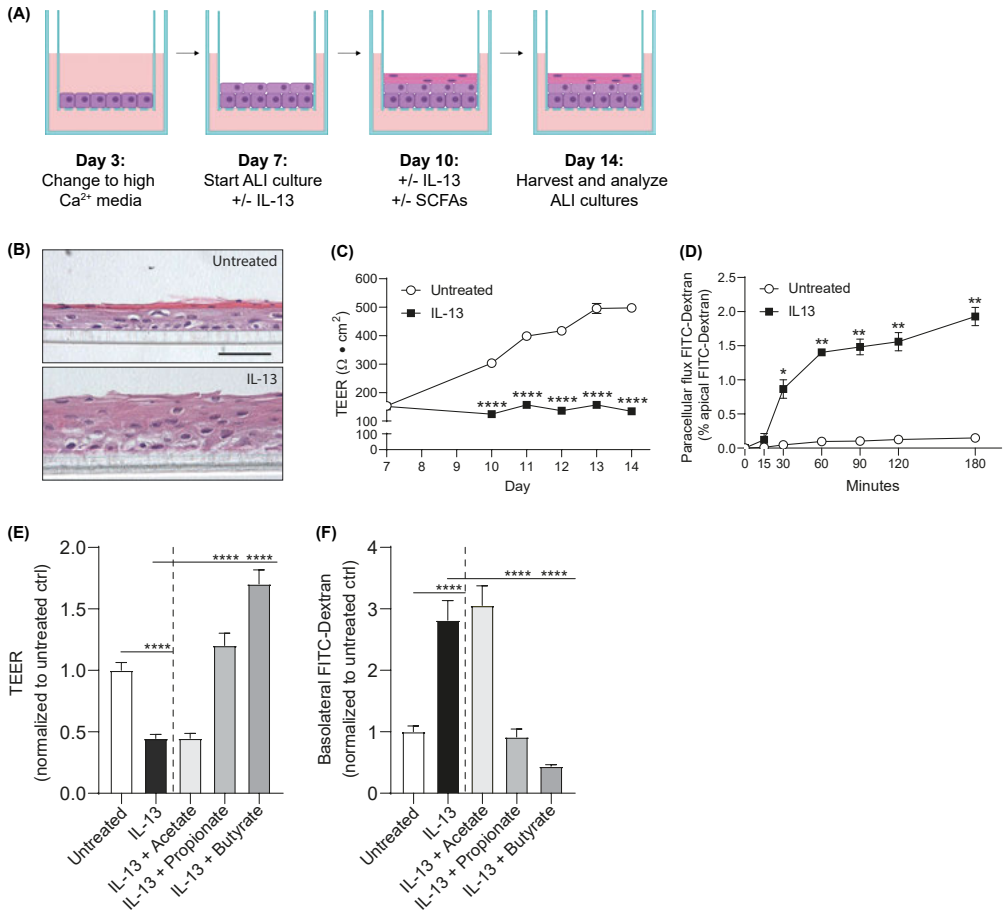 (A)
Day 3:
Change to high
Ca²⁺ media
Day 7:
Start ALI culture
+/- IL-13
Day 10:
+/- IL-13
+/- SCFAs
Day 14:
Harvest and analyze
ALI cultures
(B)
Untreated
IL-13
(C)
Untreated
IL-13
TEER (Ω • cm²)
600
500
400
300
200
100
100
0
**** **** **** **** ****
7 8 9 10 11 12 13 14
Day
(D)
Untreated
IL13
Paracellular flux FITC-Dextran
(% apical FITC-Dextran)
2.5
2.0
1.5
1.0
0.5
0.0
* ** ** ** **
0 15 30 60 90 120 180
Minutes
(E)
TEER
(normalized to untreated ctrl)
2.0
1.5
1.0
0.5
0.0
**** ****
****
Untreated
IL-13
IL-13 + Acetate
IL-13 + Propionate
IL-13 + Butyrate
(F)
Basolateral FITC-Dextran
(normalized to untreated ctrl)
4
3
2
1
0
**** ****
****
Untreated
IL-13
IL-13 + Acetate
IL-13 + Propionate
IL-13 + Butyrate